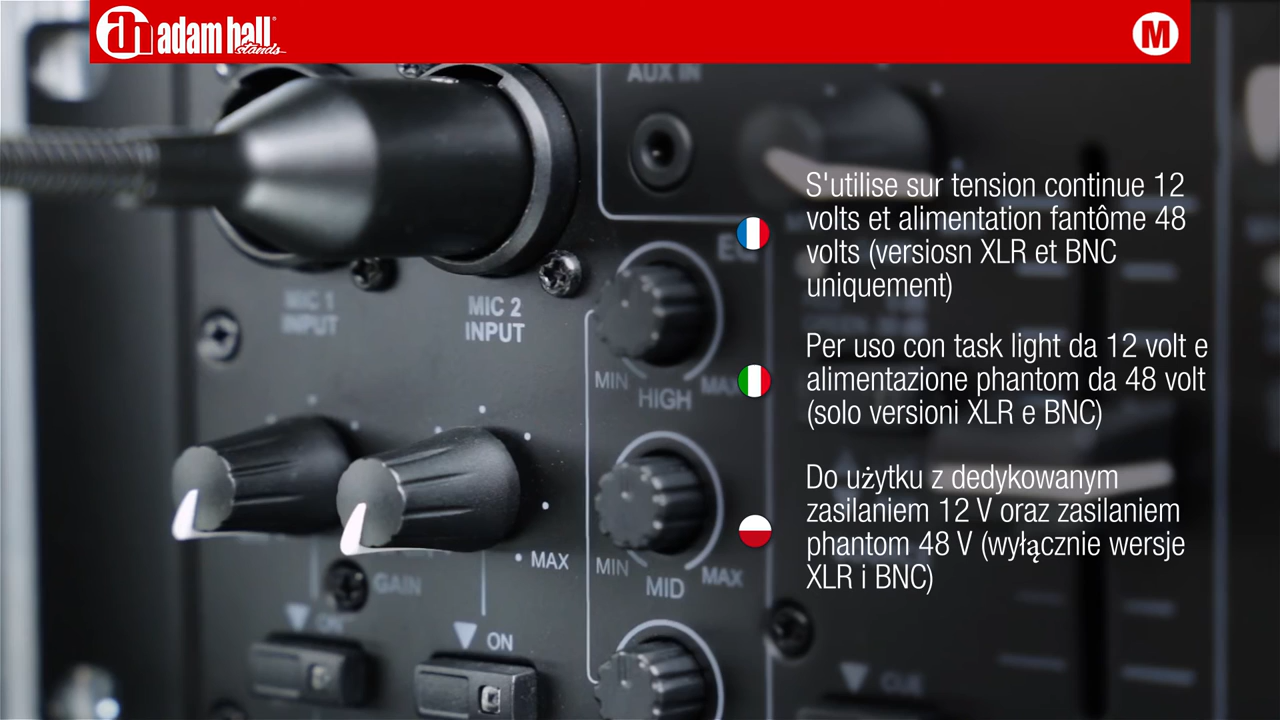 adam hall
stands
M
AUX IN
S'utilise sur tension continue 12
volts et alimentation fantôme 48
volts (versiosn XLR et BNC
uniquement)
EQ
MIC 1
INPUT
MIC 2
INPUT
Per uso con task light da 12 volt e
alimentazione phantom da 48 volt
(solo versioni XLR e BNC)
MIN
MAX
HIGH
Do użytku z dedykowanym
zasilaniem 12 V oraz zasilaniem
phantom 48 V (wyłącznie wersje
XLR i BNC)
MAX
MIN
MAX
MID
GAIN
ON
ON
CUE